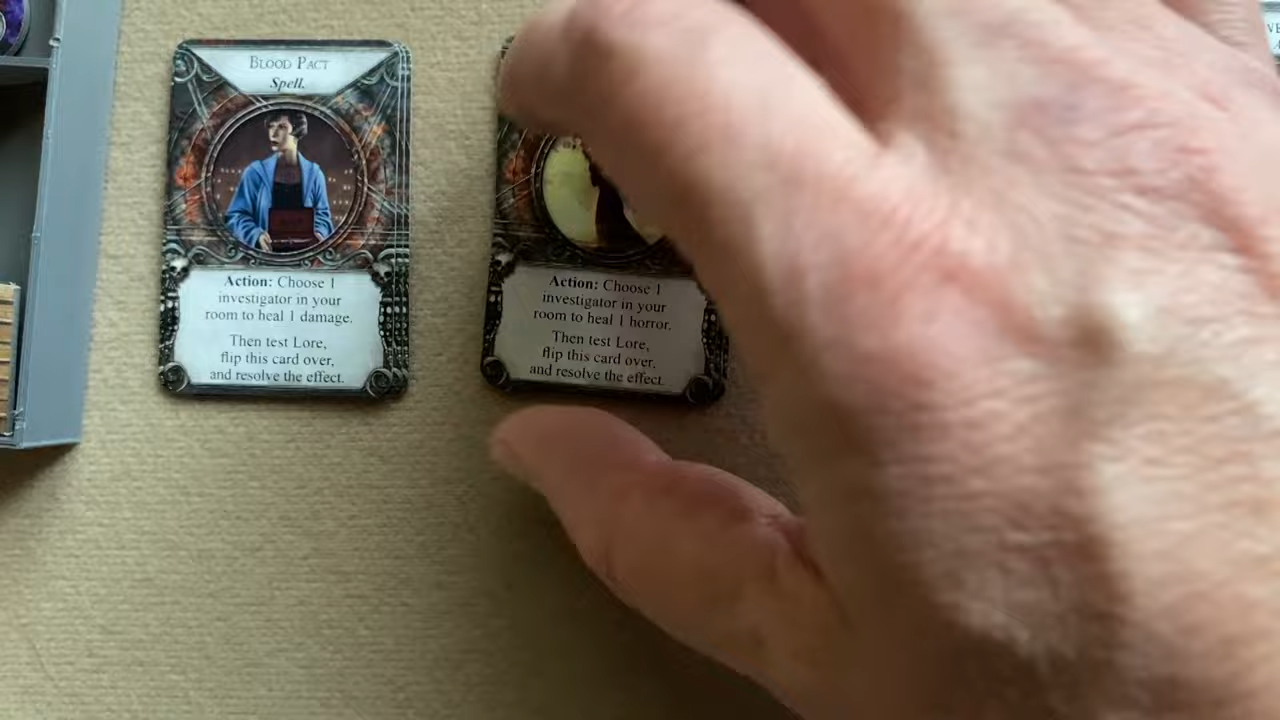 BLOOD PACT
Spell.
Action: Choose 1
investigator in your
room to heal 1 damage.
Then test Lore,
flip this card over,
and resolve the effect.
Action: Choose 1
investigator in your
room to heal 1 horror.
Then test Lore,
flip this card over,
and resolve the effect.